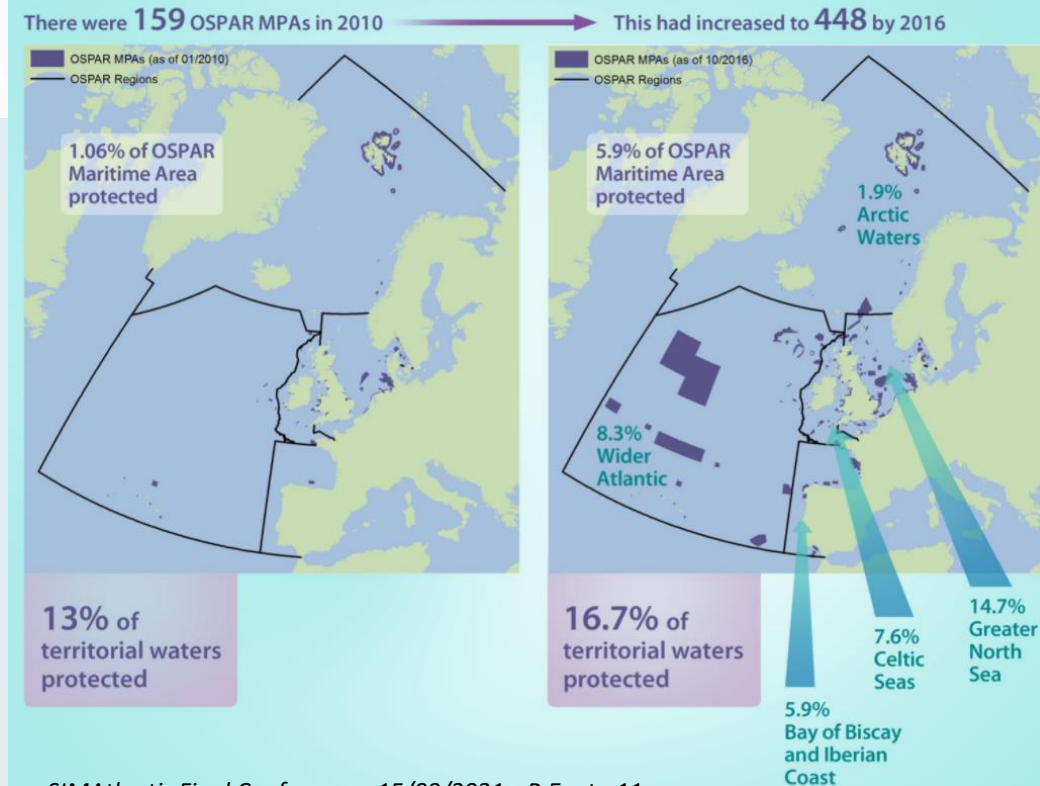 There were 159 OSPAR MPAs in 2010
This had increased to 448 by 2016
OSPAR MPAs (as of 01/2010)
OSPAR Regions
1.06% of OSPAR
Maritime Area
protected
13% of
territorial waters
protected
OSPAR MPAs (as of 10/2016)
OSPAR Regions
5.9% of OSPAR
Maritime Area
protected
1.9%
Arctic
Waters
8.3%
Wider
Atlantic
16.7% of
territorial waters
protected
5.9%
Bay of Biscay
and Iberian
Coast
7.6%
Celtic
Seas
14.7%
Greater
North
Sea